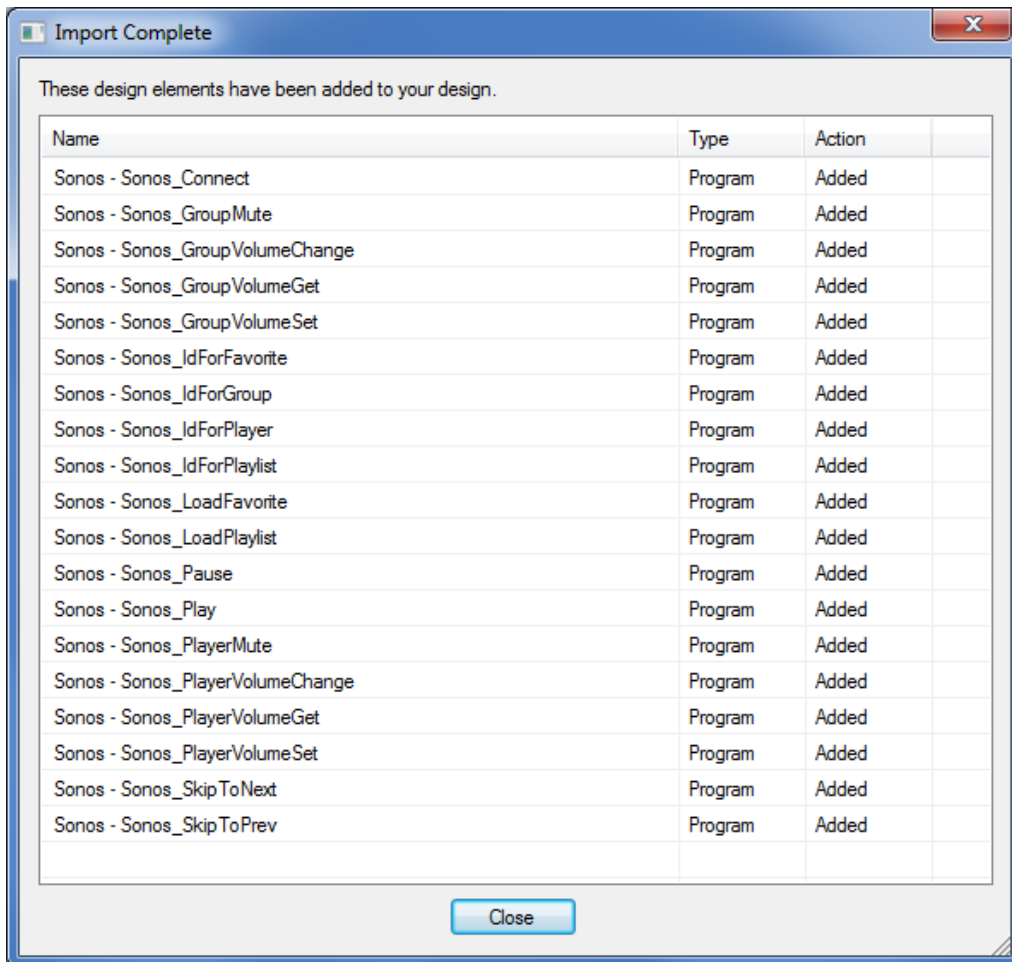 Import Complete
These design elements have been added to your design.
Name Type Action
Sonos - Sonos_Connect Program Added
Sonos - Sonos_GroupMute Program Added
Sonos - Sonos_GroupVolumeChange Program Added
Sonos - Sonos_GroupVolumeGet Program Added
Sonos - Sonos_GroupVolumeSet Program Added
Sonos - Sonos_IdForFavorite Program Added
Sonos - Sonos_IdForGroup Program Added
Sonos - Sonos_IdForPlayer Program Added
Sonos - Sonos_IdForPlaylist Program Added
Sonos - Sonos_LoadFavorite Program Added
Sonos - Sonos_LoadPlaylist Program Added
Sonos - Sonos_Pause Program Added
Sonos - Sonos_Play Program Added
Sonos - Sonos_PlayerMute Program Added
Sonos - Sonos_PlayerVolumeChange Program Added
Sonos - Sonos_PlayerVolumeGet Program Added
Sonos - Sonos_PlayerVolumeSet Program Added
Sonos - Sonos_SkipToNext Program Added
Sonos - Sonos_SkipToPrev Program Added
Close